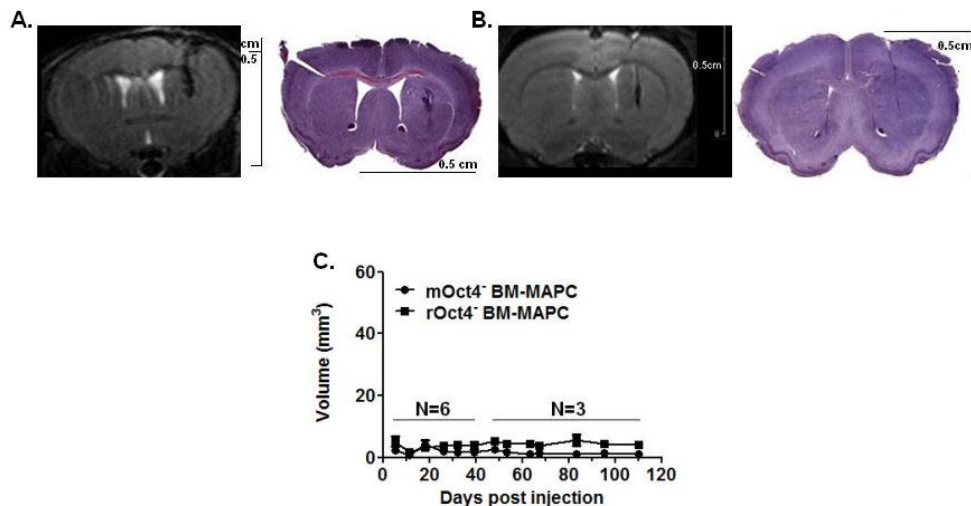 A.
cm
0.5
0.5 cm
B.
0.5cm
0
0.5cm
C.
mOct4⁻ BM-MAPC
rOct4⁻ BM-MAPC
Volume (mm³)
60
40
20
0
N=6
N=3
0 20 40 60 80 100 120
Days post injection